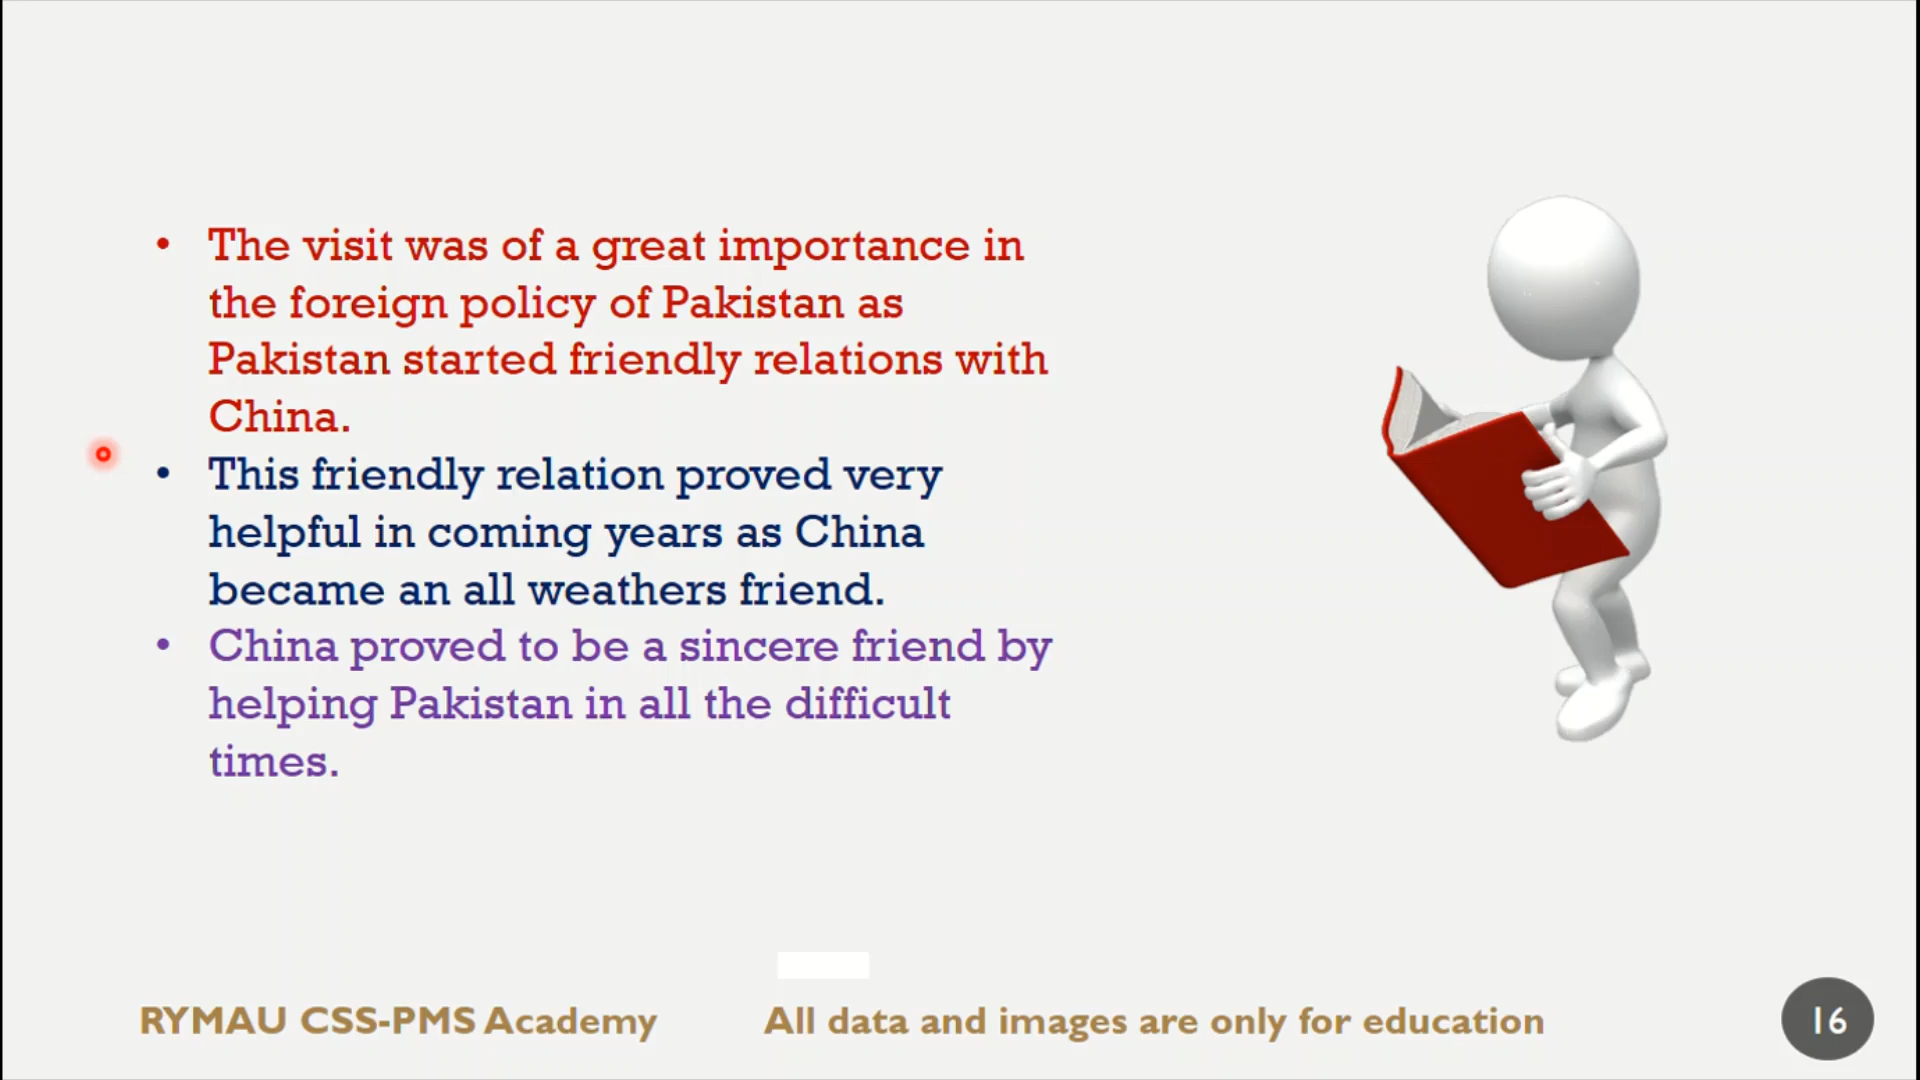 • The visit was of a great importance in
the foreign policy of Pakistan as
Pakistan started friendly relations with
China.
• This friendly relation proved very
helpful in coming years as China
became an all weathers friend.
• China proved to be a sincere friend by
helping Pakistan in all the difficult
times.
RYMAU CSS-PMS Academy
All data and images are only for education
16